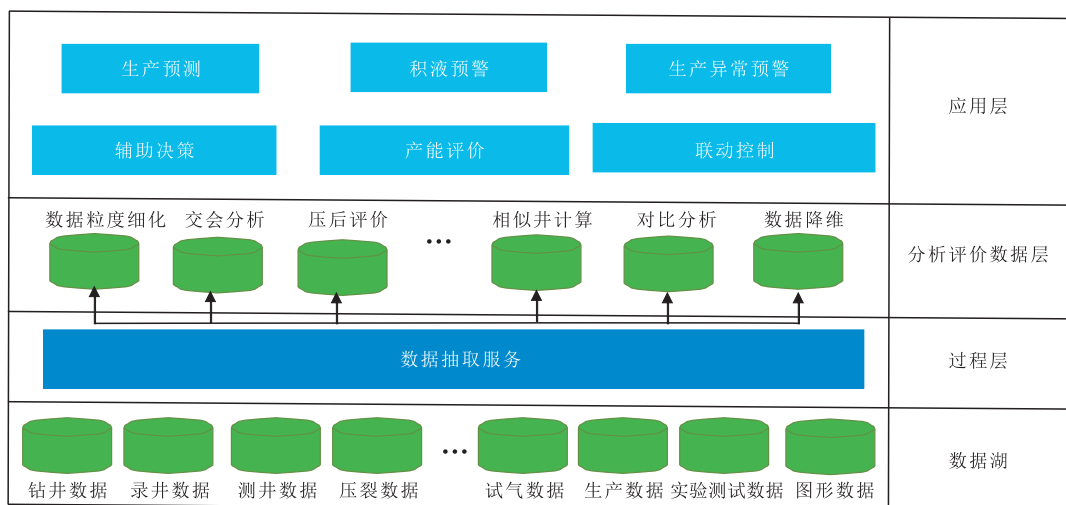 生产预测
积液预警
生产异常预警
应用层
辅助决策
产能评价
联动控制
数据粒度细化
交会分析
压后评价
...
相似井计算
对比分析
数据降维
分析评价数据层
数据抽取服务
过程层
...
数据湖
钻井数据
录井数据
测井数据
压裂数据
试气数据
生产数据
实验测试数据
图形数据